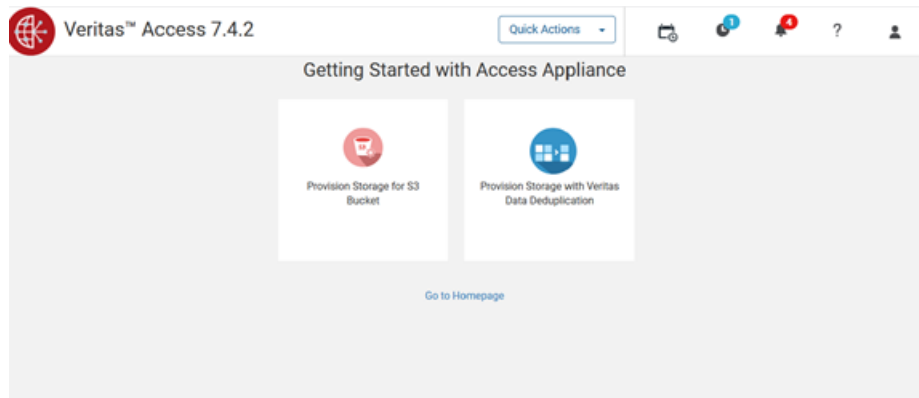 Veritas™ Access 7.4.2
Quick Actions
1
4
?
Getting Started with Access Appliance
Provision Storage for S3
Bucket
Provision Storage with Veritas
Data Deduplication
Go to Homepage